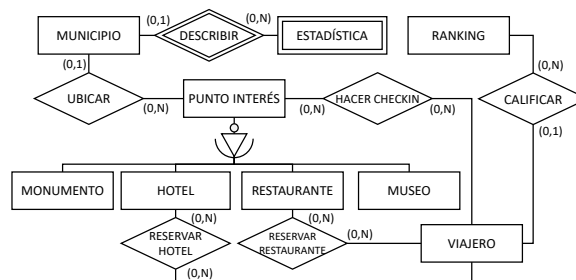 (0,1)
(0,N)
MUNICIPIO
DESCRIBIR
ESTADÍSTICA
RANKING
(0,1)
(0,N)
UBICAR
(0,N)
PUNTO INTERÉS
(0,N)
HACER CHECKIN
(0,N)
CALIFICAR
(0,1)
MONUMENTO
HOTEL
RESTAURANTE
MUSEO
(0,N)
(0,N)
RESERVAR
HOTEL
RESERVAR
RESTAURANTE
(0,N)
VIAJERO
(0,N)